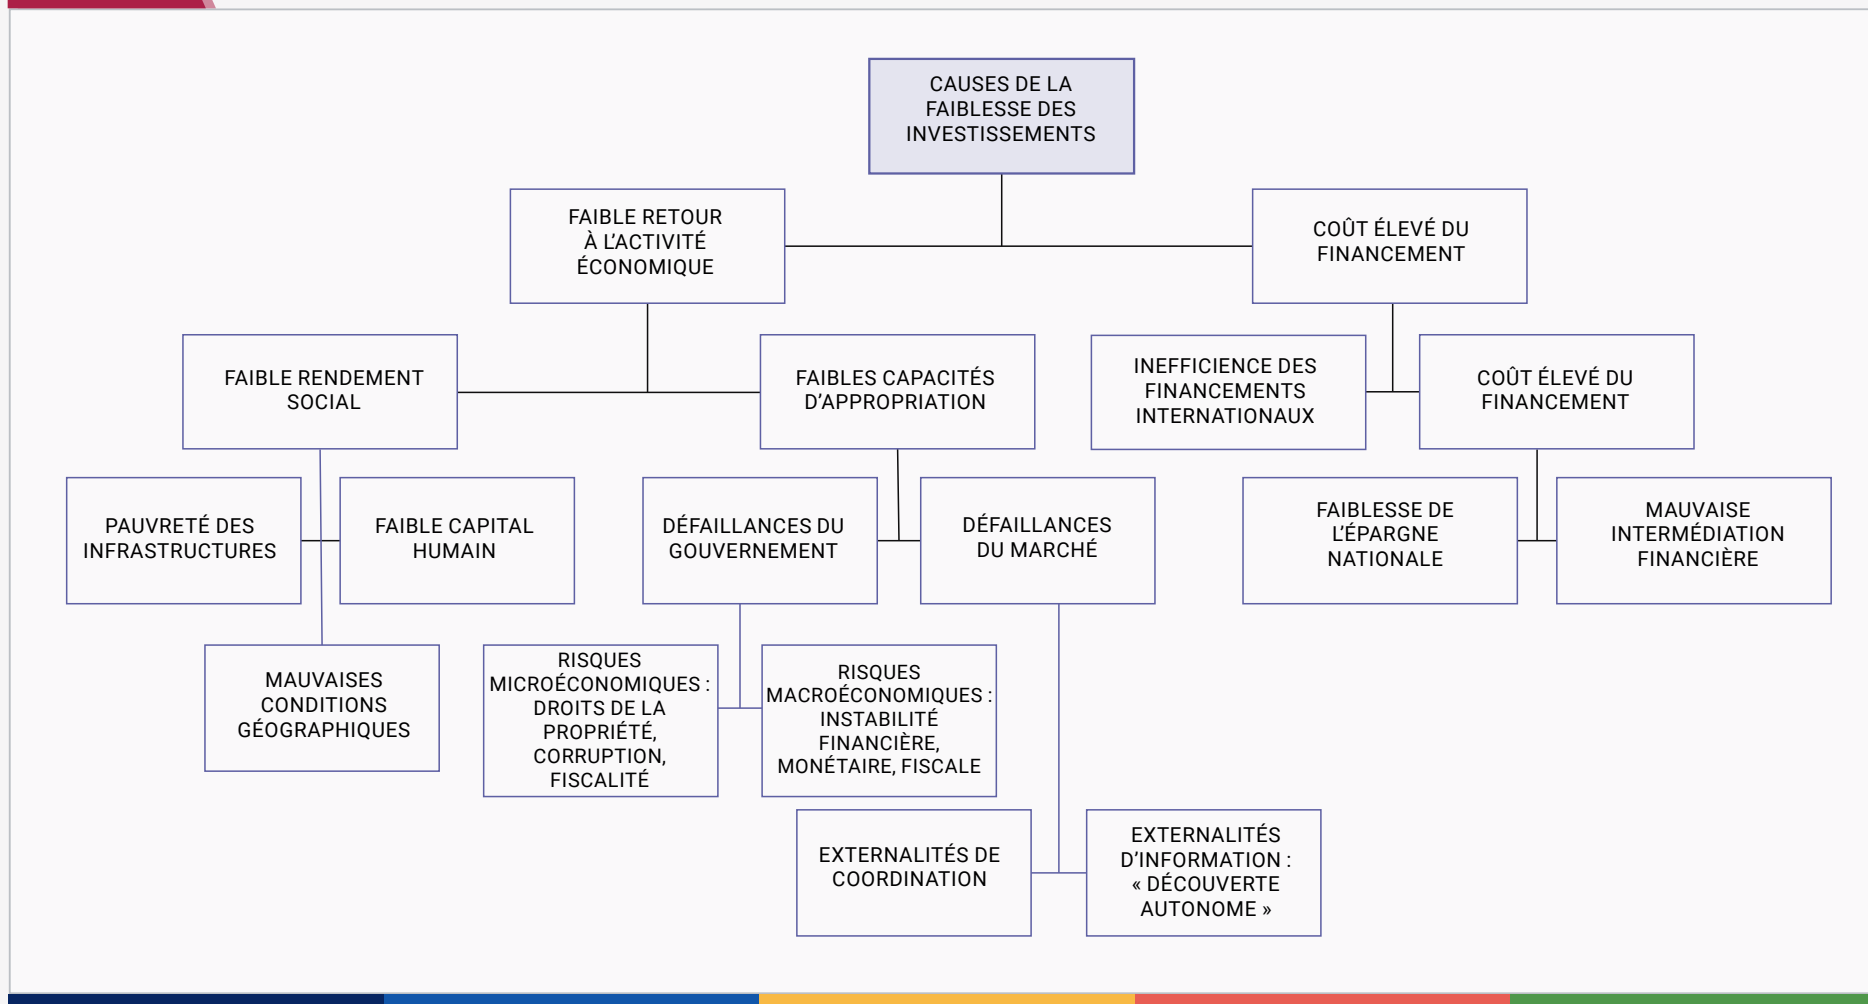 CAUSES DE LA
FAIBLESSE DES
INVESTISSEMENTS
FAIBLE RETOUR
À L’ACTIVITÉ
ÉCONOMIQUE
COÛT ÉLEVÉ DU
FINANCEMENT
FAIBLE RENDEMENT
SOCIAL
FAIBLES CAPACITÉS
D’APPROPRIATION
INEFFICIENCE DES
FINANCEMENTS
INTERNATIONAUX
COÛT ÉLEVÉ DU
FINANCEMENT
PAUVRETÉ DES
INFRASTRUCTURES
FAIBLE CAPITAL
HUMAIN
DÉFAILLANCES DU
GOUVERNEMENT
DÉFAILLANCES
DU MARCHÉ
FAIBLESSE DE
L’ÉPARGNE
NATIONALE
MAUVAISE
INTERMÉDIATION
FINANCIÈRE
MAUVAISES
CONDITIONS
GÉOGRAPHIQUES
RISQUES
MICROÉCONOMIQUES :
DROITS DE LA
PROPRIÉTÉ,
CORRUPTION,
FISCALITÉ
RISQUES
MACROÉCONOMIQUES :
INSTABILITÉ
FINANCIÈRE,
MONÉTAIRE, FISCALE
EXTERNALITÉS DE
COORDINATION
EXTERNALITÉS
D’INFORMATION :
« DÉCOUVERTE
AUTONOME »